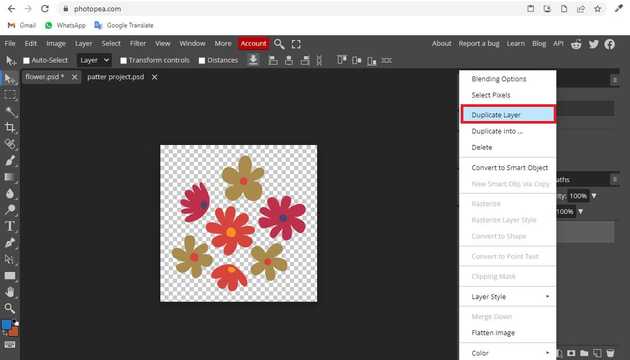 photopea.com
Gmail WhatsApp Google Translate
File Edit Image Layer Select Filter View Window More Account About Report a bug Learn Blog API
Auto-Select Layer Transform controls Distances
flower.psd * patter project.psd
Blending Options
Select Pixels
Duplicate Layer
Duplicate into ...
Delete
Convert to Smart Object
New Smart Obj. via Copy
Rasterize
Rasterize Layer Style
Convert to Shape
Convert to Point Text
Clipping Mask
Layer Style
Merge Down
Flatten Image
Color
aths
ity: 100%
100%